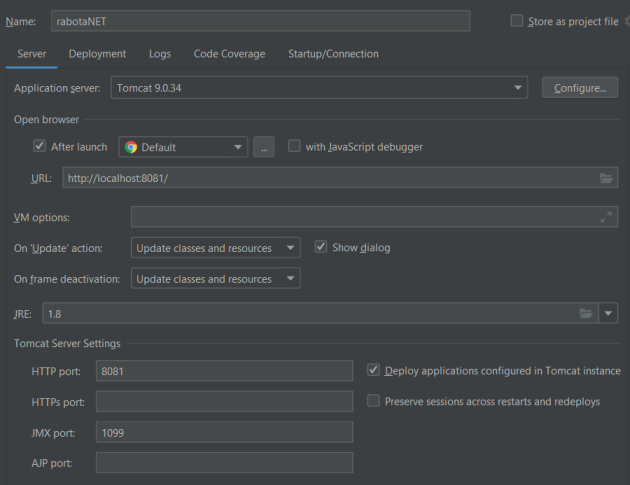 Name: rabotaNET Store as project file
Server Deployment Logs Code Coverage Startup/Connection
Application server: Tomcat 9.0.34 Configure...
Open browser
After launch Default ... with JavaScript debugger
URL: http://localhost:8081/
VM options:
On 'Update' action: Update classes and resources Show dialog
On frame deactivation: Update classes and resources
JRE: 1.8
Tomcat Server Settings
HTTP port: 8081 Deploy applications configured in Tomcat instance
HTTPs port: Preserve sessions across restarts and redeploys
JMX port: 1099
AJP port: